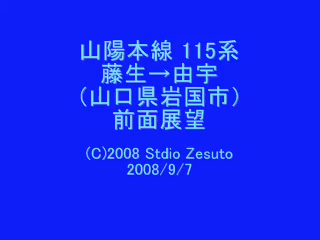 山陽本線 115系
藤生→由宇
(山口県岩国市)
前面展望
(C)2008 Stdio Zesuto
2008/9/7